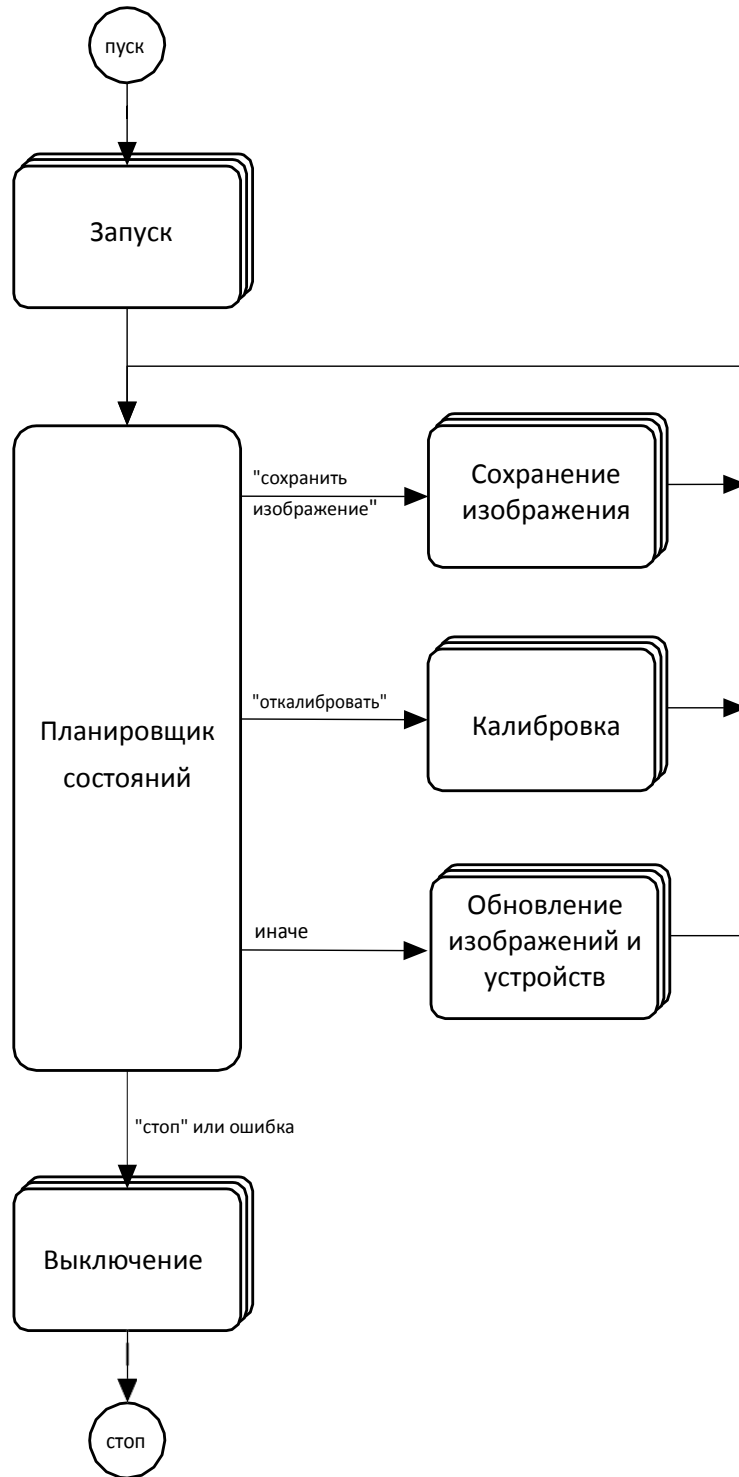 пуск
Запуск
"сохранить
изображение"
Сохранение
изображения
"откалибровать"
Калибровка
Планировщик
состояний
иначе
Обновление
изображений и
устройств
"стоп" или ошибка
Выключение
стоп